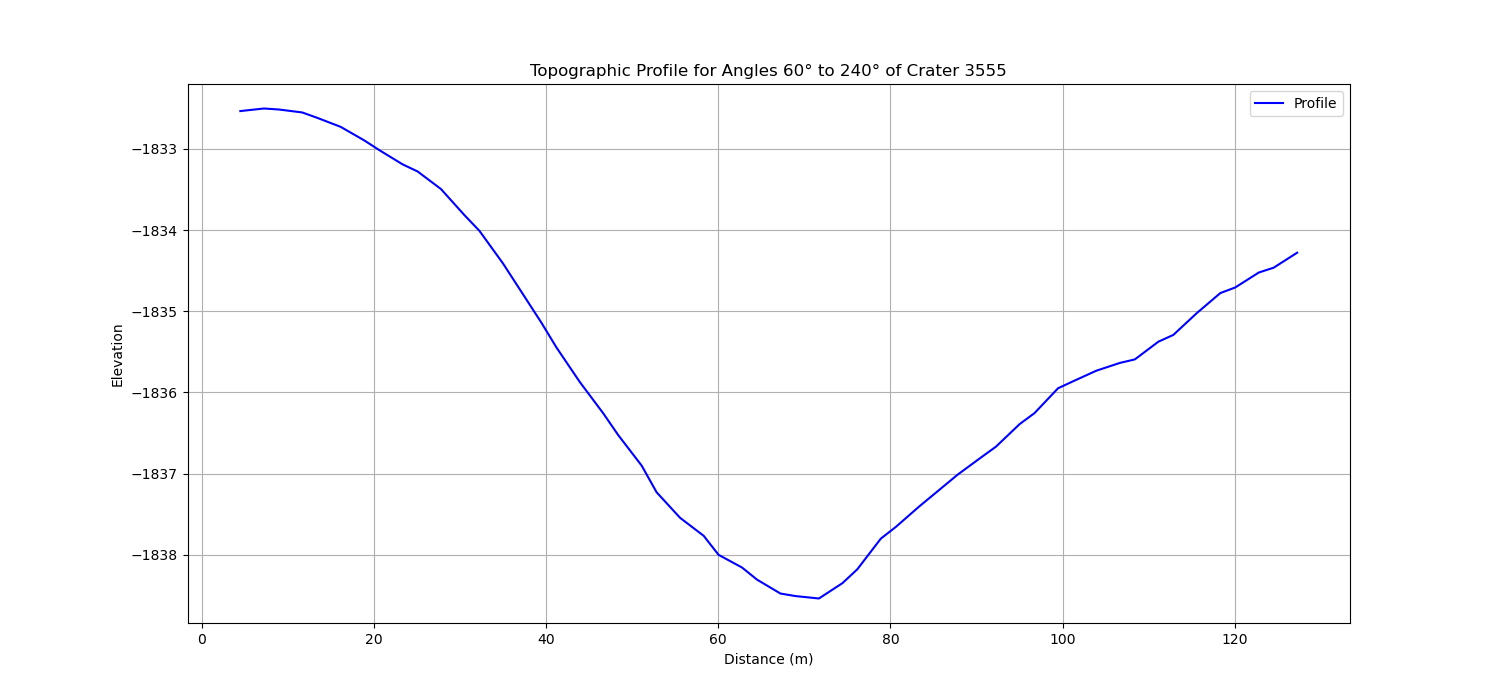 Topographic Profile for Angles 60° to 240° of Crater 3555
Profile
−1833
−1834
−1835
−1836
−1837
−1838
Elevation
0 20 40 60 80 100 120
Distance (m)